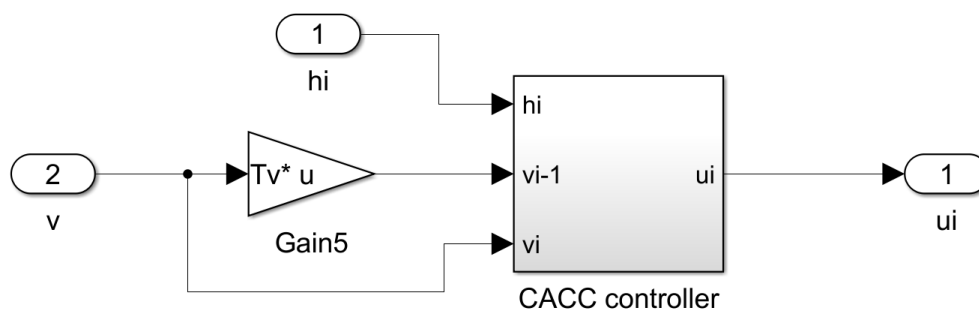 1
hi
2
v
Tv* u
Gain5
hi
vi-1
vi
ui
CACC controller
1
ui